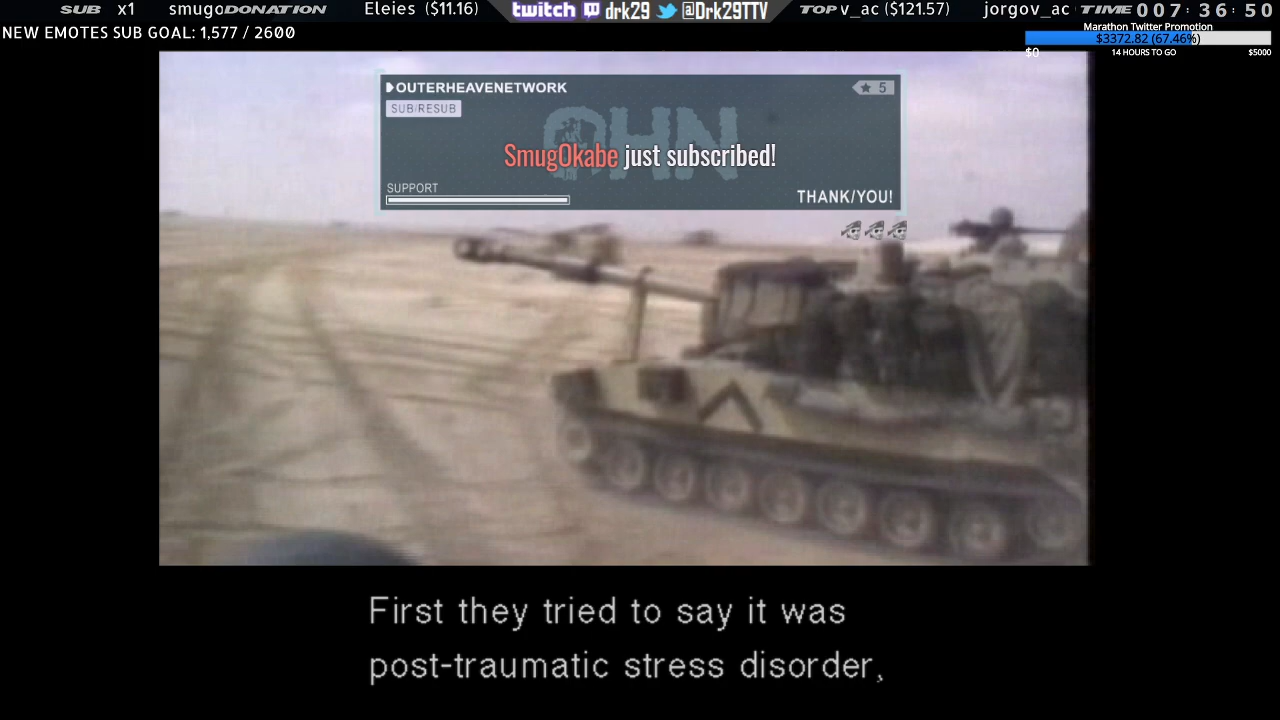 SUB x1 smugo DONATION Eleies ($11.16) twitch drk29 @Drk29TTV TOP v_ac ($121.57) jorgov_ac TIME 007:36:50
NEW EMOTES SUB GOAL: 1,577 / 2600
Marathon Twitter Promotion
$3372.82 (67.46%)
$0 14 HOURS TO GO $5000
OUTERHEAVENETWORK 5
SUB/RESUB
OHN
SmugOkabe just subscribed!
SUPPORT
THANK/YOU!
First they tried to say it was
post-traumatic stress disorder,